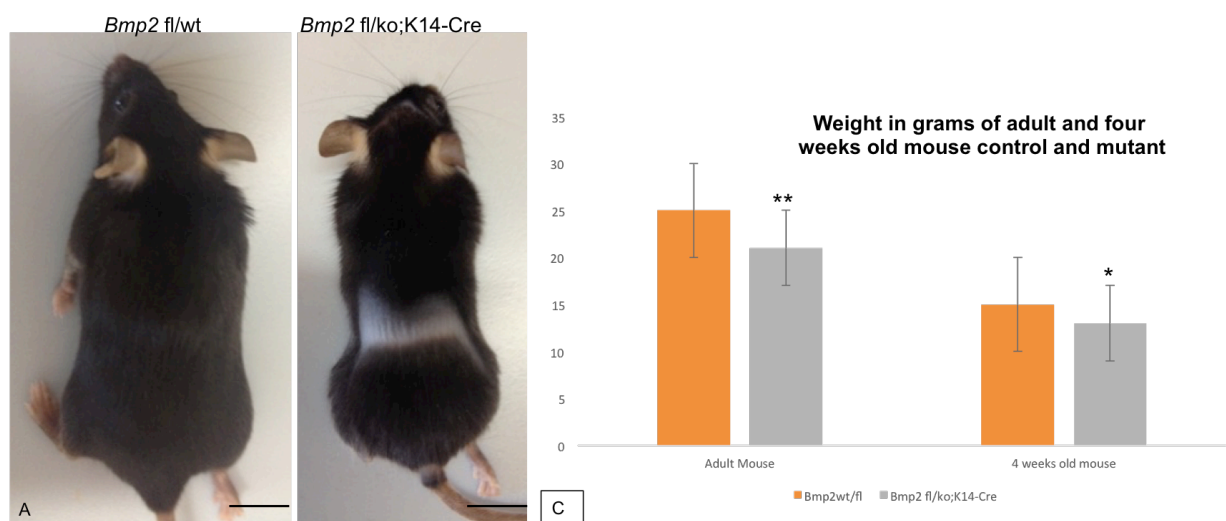 Bmp2 fl/wt
Bmp2 fl/ko;K14-Cre
A
C
Weight in grams of adult and four
weeks old mouse control and mutant
35
30
25
20
15
10
5
0
**
*
Adult Mouse
4 weeks old mouse
Bmp2wt/fl
Bmp2 fl/ko;K14-Cre